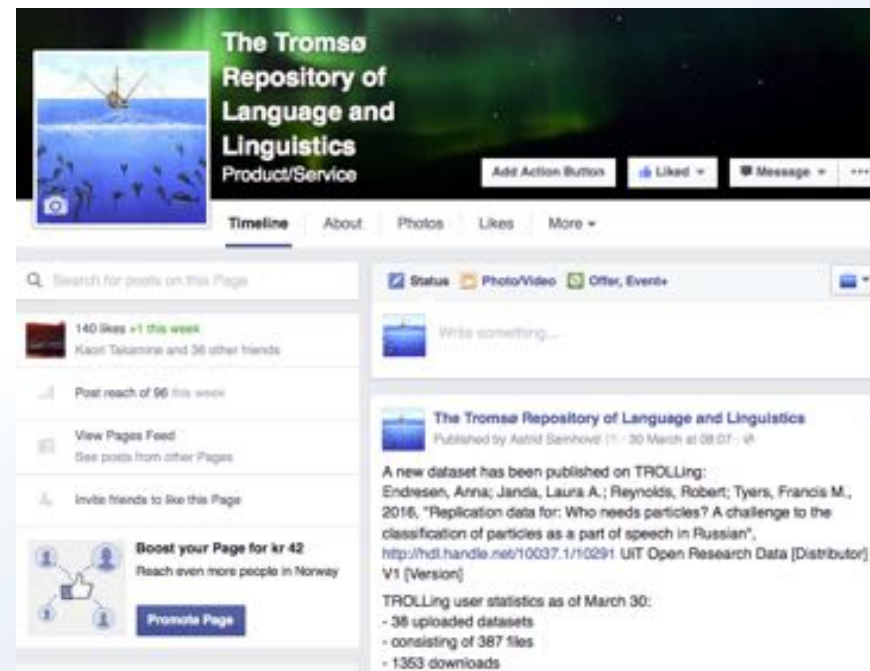 The Tromsø
Repository of
Language and
Linguistics
Product/Service
Add Action Button
Liked
Message
Timeline
About
Photos
Likes
More
Search for posts on this Page
140 likes +1 this week
Kaori Takamine and 36 other friends
Post reach of 96 this week
View Pages Feed
See posts from other Pages
Invite friends to like this Page
Boost your Page for kr 42
Reach even more people in Norway
Promote Page
Status
Photo/Video
Offer, Event+
Write something...
The Tromsø Repository of Language and Linguistics
Published by Astrid · 30 March at 08:07 ·
A new dataset has been published on TROLLing:
Endresen, Anna; Janda, Laura A.; Reynolds, Robert; Tyers, Francis M.,
2016, "Replication data for: Who needs particles? A challenge to the
classification of particles as a part of speech in Russian",
http://hdl.handle.net/10037.1/10291 UiT Open Research Data [Distributor]
V1 [Version]
TROLLing user statistics as of March 30:
- 38 uploaded datasets
- consisting of 387 files
- 1353 downloads